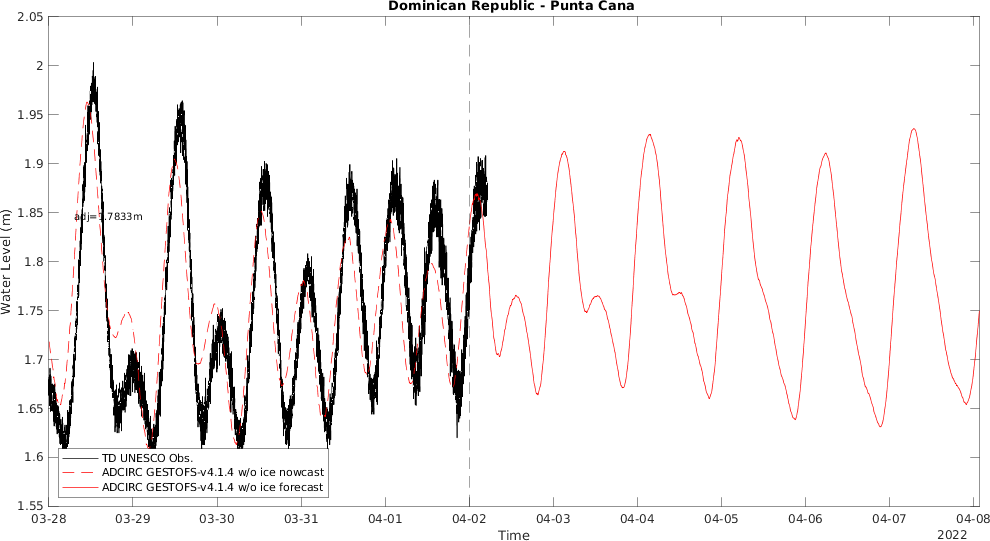 Dominican Republic - Punta Cana
2.05
2
1.95
1.9
1.85
1.8
1.75
1.7
1.65
1.6
1.55
Water Level (m)
adj=1.7833m
TD UNESCO Obs.
ADCIRC GESTOFS-v4.1.4 w/o ice nowcast
ADCIRC GESTOFS-v4.1.4 w/o ice forecast
03-28 03-29 03-30 03-31 04-01 04-02 04-03 04-04 04-05 04-06 04-07 04-08
Time
2022